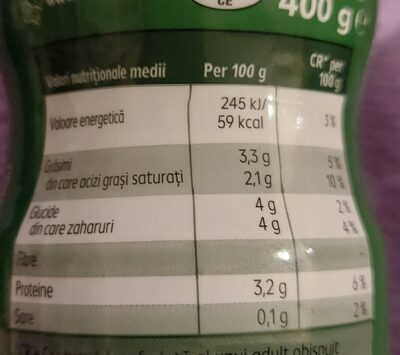 CE
400 g e
Valori nutriționale medii Per 100 g CR* per 100 g
Valoare energetică 245 kJ/ 59 kcal 3%
Grăsimi 3,3 g 5%
din care acizi grași saturați 2,1 g 10%
Glucide 4 g 2%
din care zaharuri 4 g 4%
Fibre
Proteine 3,2 g 6%
Sare 0,1 g 2%
unui adult obișnuit